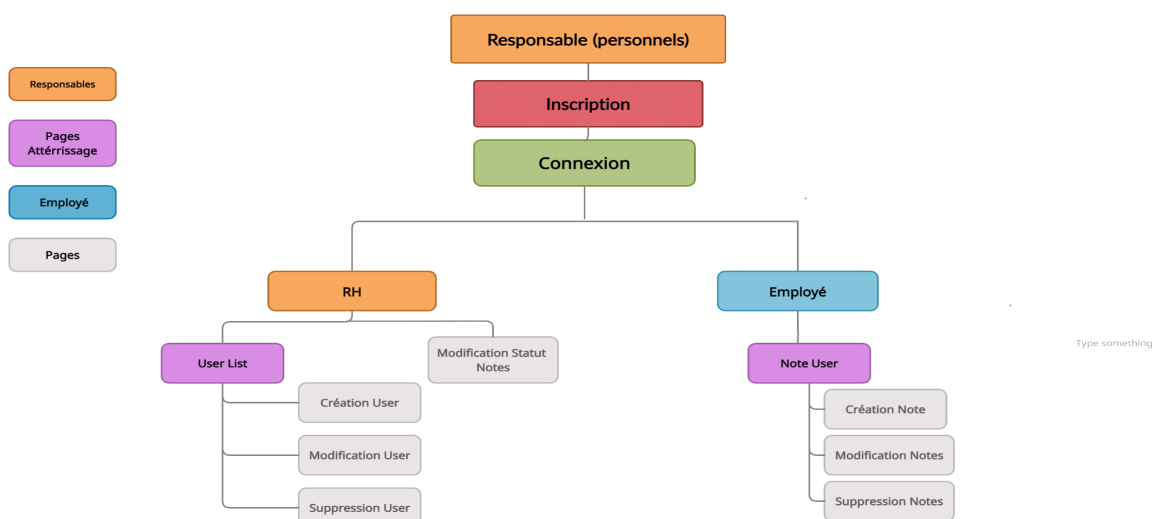 Responsable (personnels)
Responsables
Inscription
Pages
Attérrissage
Connexion
Employé
Pages
RH
Employé
Type something
User List
Modification Statut
Notes
Note User
Création User
Création Note
Modification User
Modification Notes
Suppression User
Suppression Notes